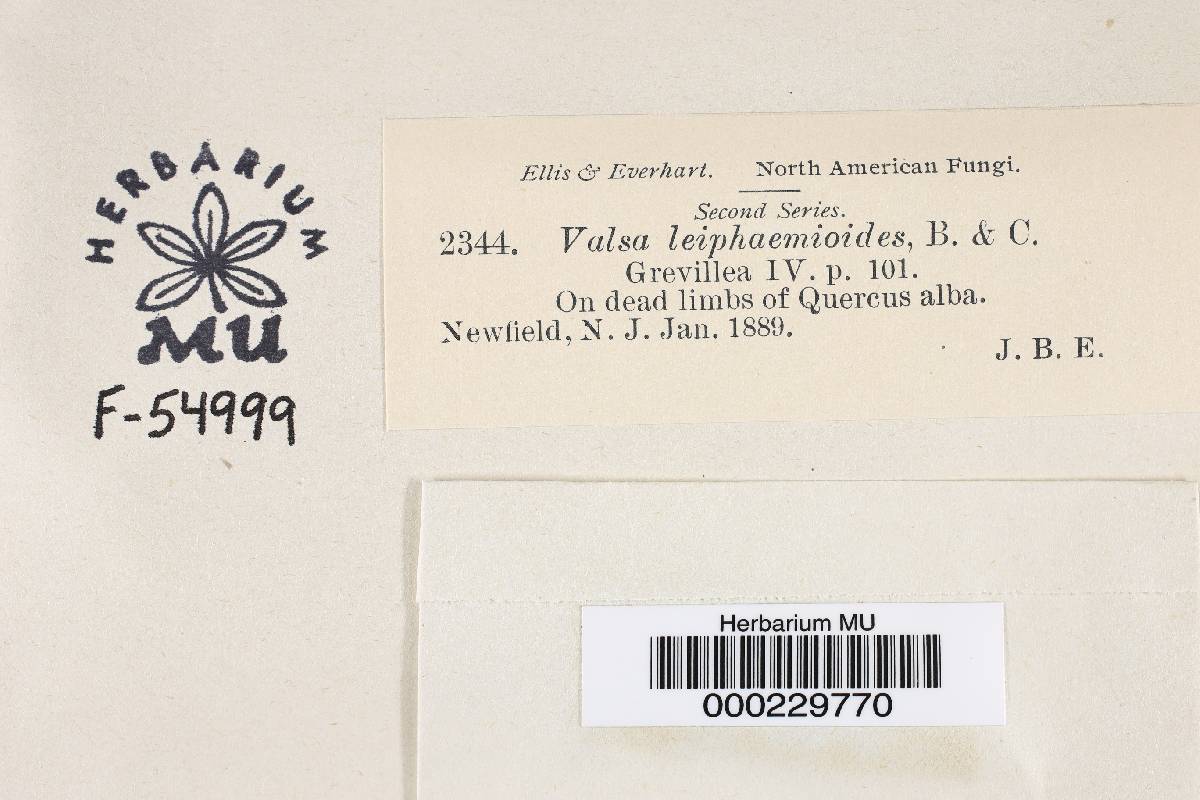 HERBARIUM
MU
F-54999
Ellis & Everhart. North American Fungi.
Second Series.
2344. Valsa leiphaemioides, B. & C.
Grevillea IV. p. 101.
On dead limbs of Quercus alba.
Newfield, N. J. Jan. 1889.
J. B. E.
Herbarium MU
000229770